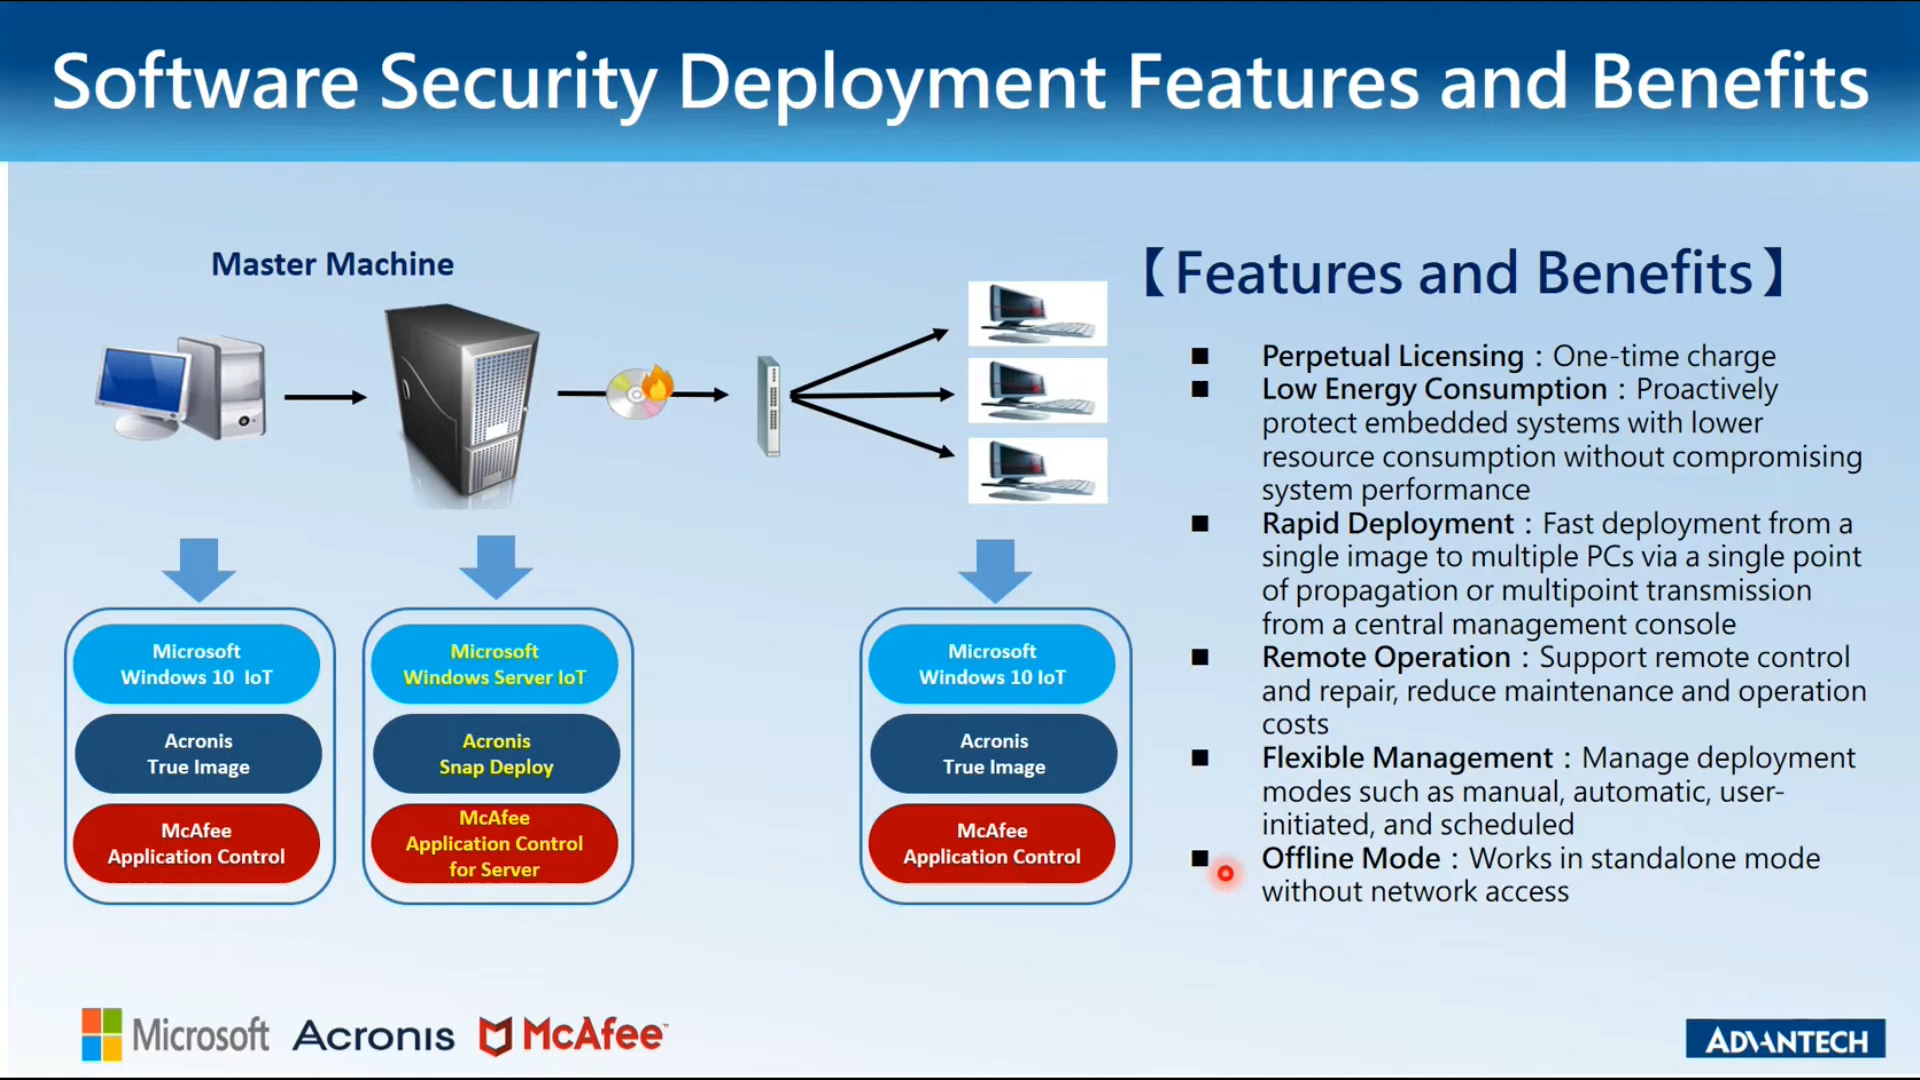 Software Security Deployment Features and Benefits
Master Machine
Microsoft
Windows 10 IoT
Acronis
True Image
McAfee
Application Control
Microsoft
Windows Server IoT
Acronis
Snap Deploy
McAfee
Application Control
for Server
Microsoft
Windows 10 IoT
Acronis
True Image
McAfee
Application Control
【Features and Benefits】
■ Perpetual Licensing：One-time charge
■ Low Energy Consumption：Proactively
protect embedded systems with lower
resource consumption without compromising
system performance
■ Rapid Deployment：Fast deployment from a
single image to multiple PCs via a single point
of propagation or multipoint transmission
from a central management console
■ Remote Operation：Support remote control
and repair, reduce maintenance and operation
costs
■ Flexible Management：Manage deployment
modes such as manual, automatic, user-
initiated, and scheduled
■ Offline Mode：Works in standalone mode
without network access
Microsoft
Acronis
McAfee™
ADVANTECH